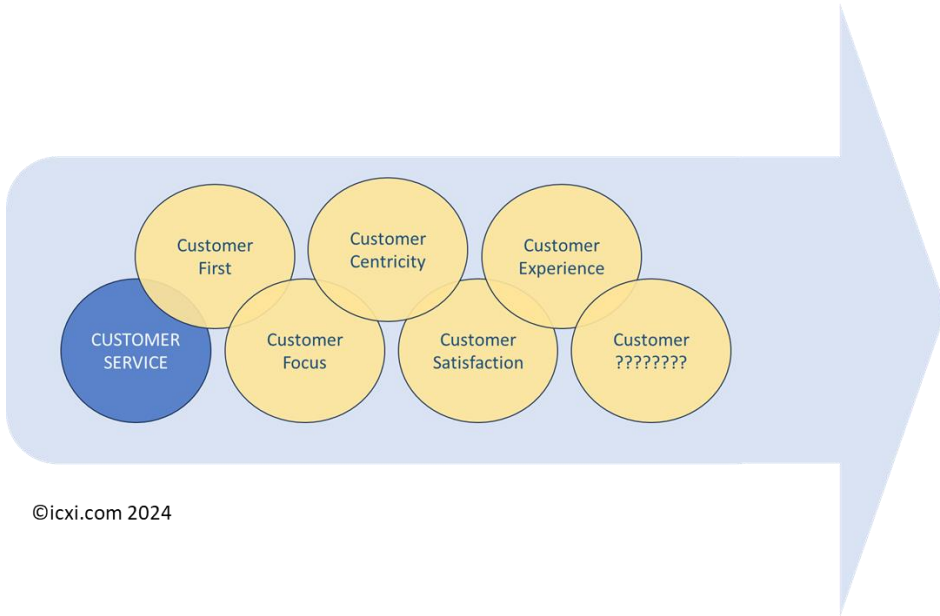 CUSTOMER
SERVICE
Customer
First
Customer
Focus
Customer
Centricity
Customer
Satisfaction
Customer
Experience
Customer
????????
©icxi.com 2024